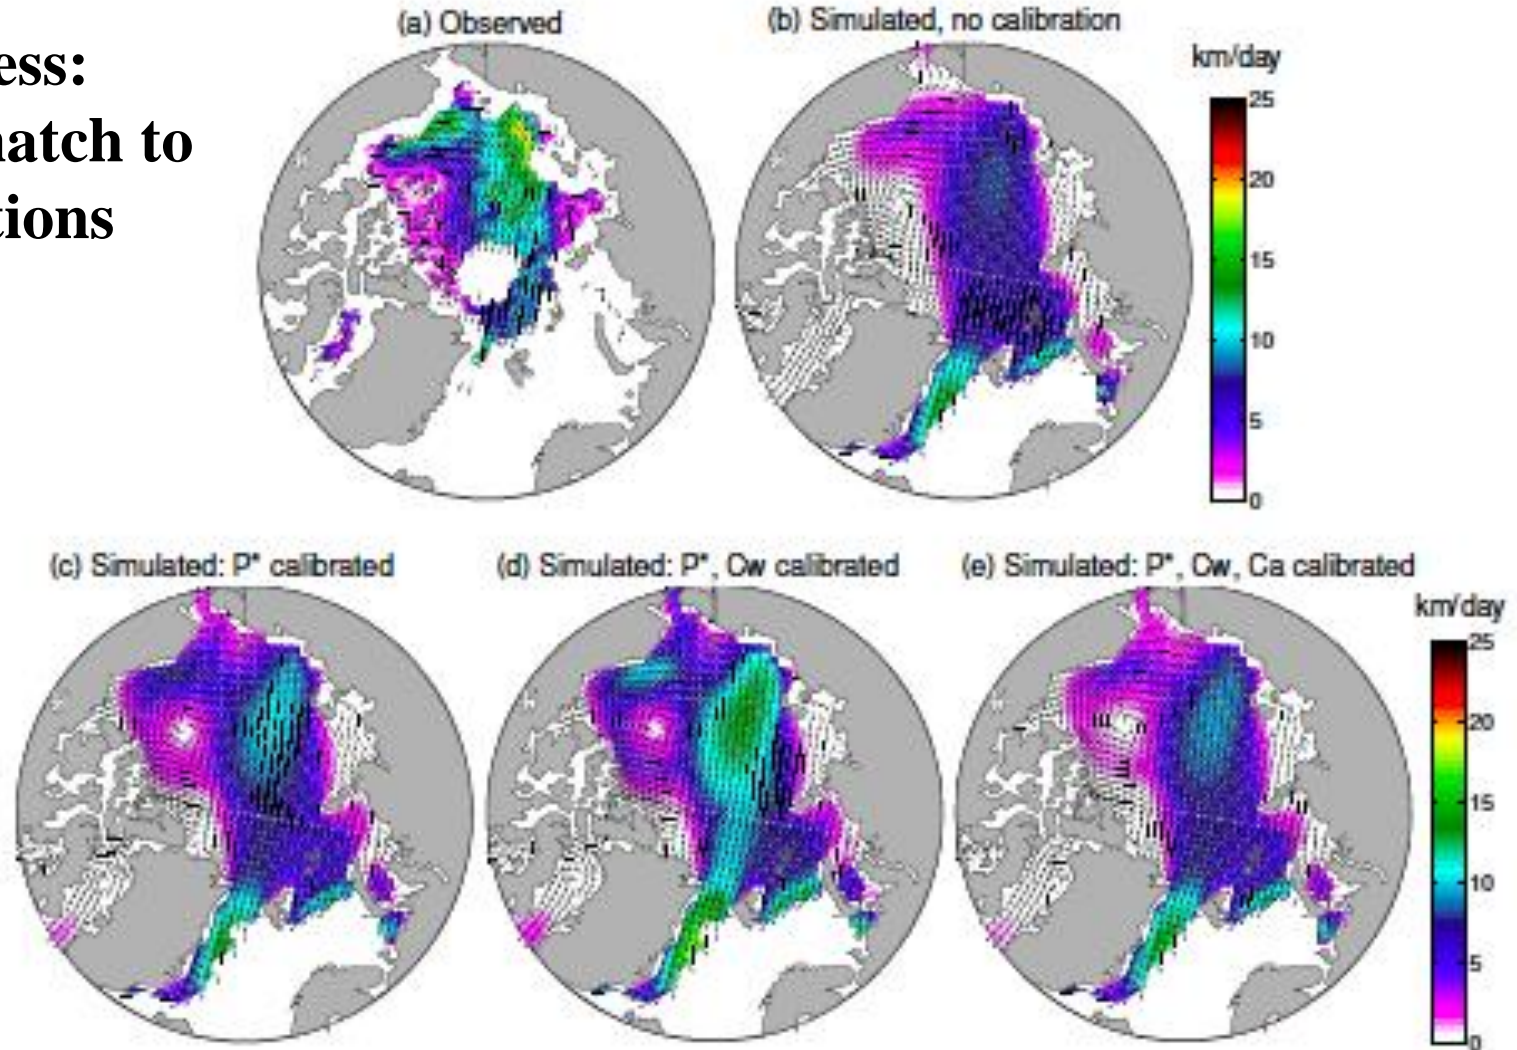 ess:
natch to
tions
(a) Observed
(b) Simulated, no calibration
km/day
25
20
15
10
5
0
(c) Simulated: P* calibrated
(d) Simulated: P*, Cw calibrated
(e) Simulated: P*, Cw, Ca calibrated
km/day
25
20
15
10
5
0